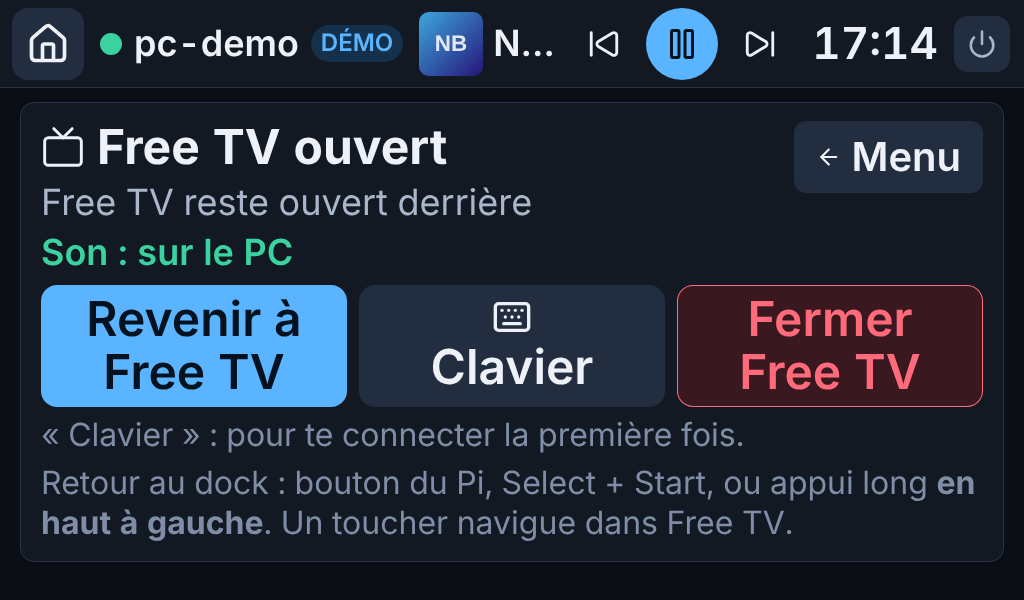 pc-demo DÉMO NB N... 17:14
Free TV ouvert
← Menu
Free TV reste ouvert derrière
Son : sur le PC
Revenir à
Free TV
Clavier
Fermer
Free TV
« Clavier » : pour te connecter la première fois.
Retour au dock : bouton du Pi, Select + Start, ou appui long en
haut à gauche. Un toucher navigue dans Free TV.